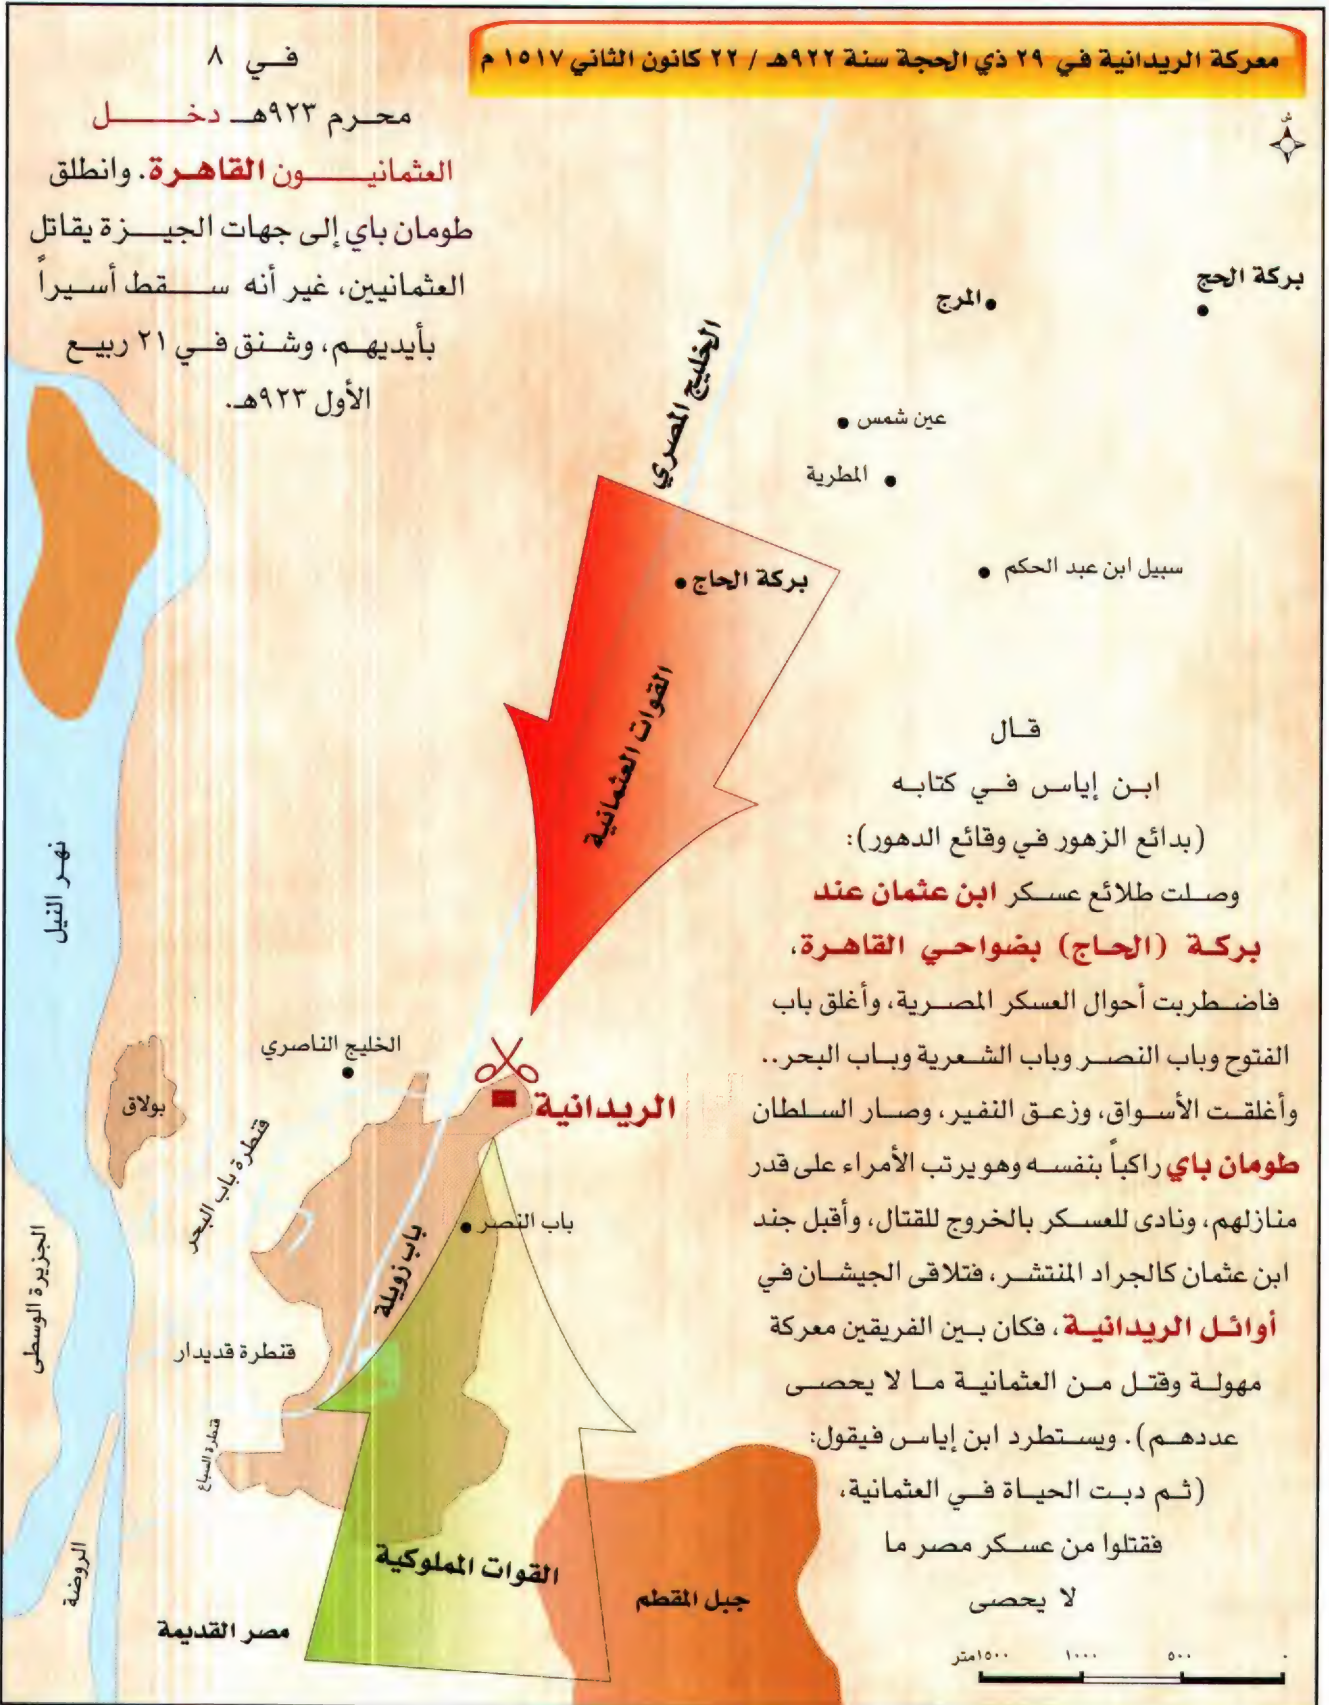 معركة الريدانية في ٢٩ ذي الحجة سنة ٩٢٢هـ / ٢٢ كانون الثاني ١٥١٧ م
في ٨
محرم ٩٢٣هـ دخل
العثمانيون القاهرة. وانطلق
طومان باي إلى جهات الجيزة يقاتل
العثمانيين، غير أنه سقط أسيراً
بأيديهم، وشنق في ٢١ ربيع
الأول ٩٢٣هـ.
ش
بركة الحج
المرج
الخليج المصري
عين شمس
المطرية
سبيل ابن عبد الحكم
بركة الحاج
القوات العثمانية
قال
ابن إياس في كتابه
(بدائع الزهور في وقائع الدهور):
وصلت طلائع عسكر ابن عثمان عند
بركة (الحاج) بضواحي القاهرة،
فاضطربت أحوال العسكر المصرية، وأغلق باب
الفتوح وباب النصر وباب الشعرية وباب البحر..
وأغلقت الأسواق، وزعق النفير، وصار السلطان
طومان باي راكباً بنفسه وهو يرتب الأمراء على قدر
منازلهم، ونادى للعسكر بالخروج للقتال، وأقبل جند
ابن عثمان كالجراد المنتشر، فتلاقى الجيشان في
أوائل الريدانية، فكان بين الفريقين معركة
مهولة وقتل من العثمانية ما لا يحصى
عددهم). ويستطرد ابن إياس فيقول:
(ثم دبت الحياة في العثمانية،
فقتلوا من عسكر مصر ما
لا يحصى
نهر النيل
الخليج الناصري
بولاق
الريدانية
قنطرة باب البحر
باب النصر
باب زويلة
الجزيرة الوسطى
قنطرة قديدار
قنطرة السباع
الروضة
القوات المملوكية
جبل المقطم
مصر القديمة
٠ ٥٠٠ ١٠٠٠ ١٥٠٠متر